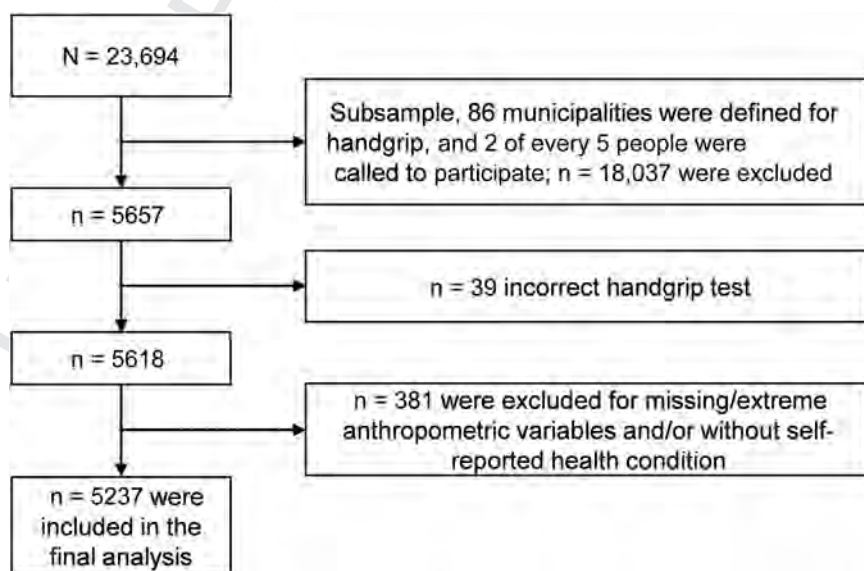 N = 23,694
Subsample, 86 municipalities were defined for
handgrip, and 2 of every 5 people were
called to participate; n = 18,037 were excluded
n = 5657
n = 39 incorrect handgrip test
n = 5618
n = 381 were excluded for missing/extreme
anthropometric variables and/or without self-
reported health condition
n = 5237 were
included in the
final analysis